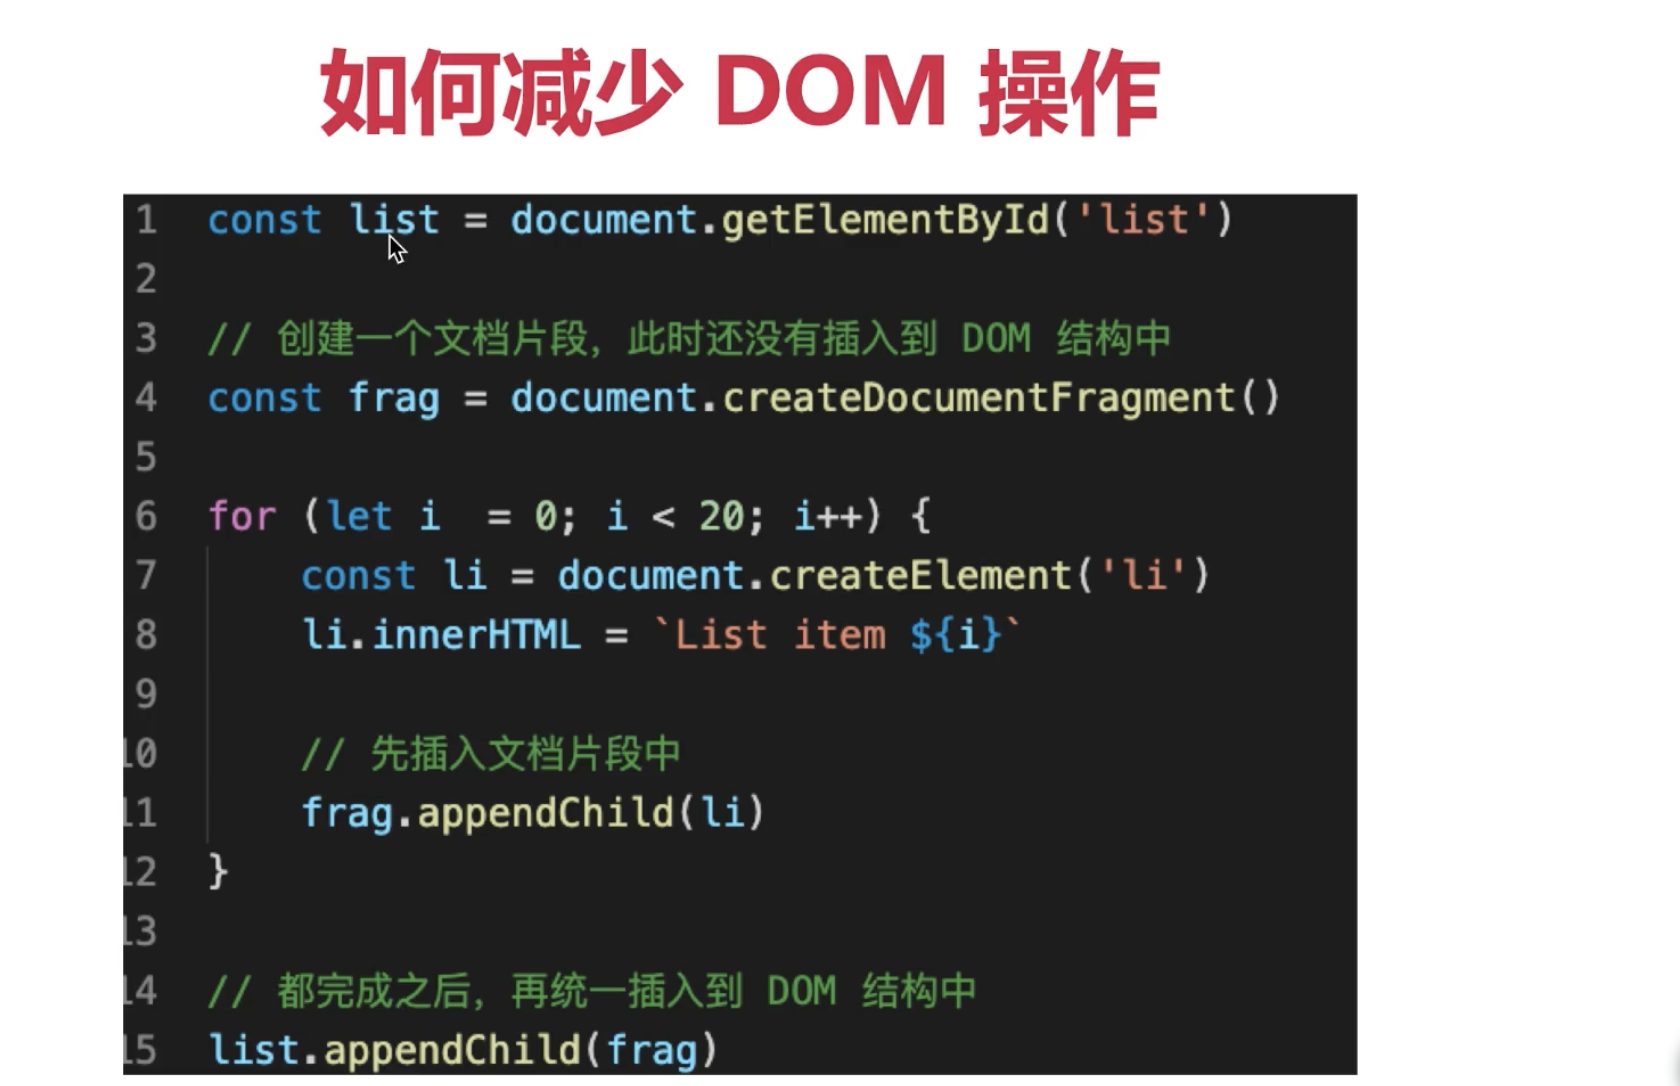 如何减少 DOM 操作
1 const list = document.getElementById('list')
2
3 // 创建一个文档片段，此时还没有插入到 DOM 结构中
4 const frag = document.createDocumentFragment()
5
6 for (let i  = 0; i < 20; i++) {
7     const li = document.createElement('li')
8     li.innerHTML = `List item ${i}`
9
10     // 先插入文档片段中
11     frag.appendChild(li)
12 }
13
14 // 都完成之后，再统一插入到 DOM 结构中
15 list.appendChild(frag)